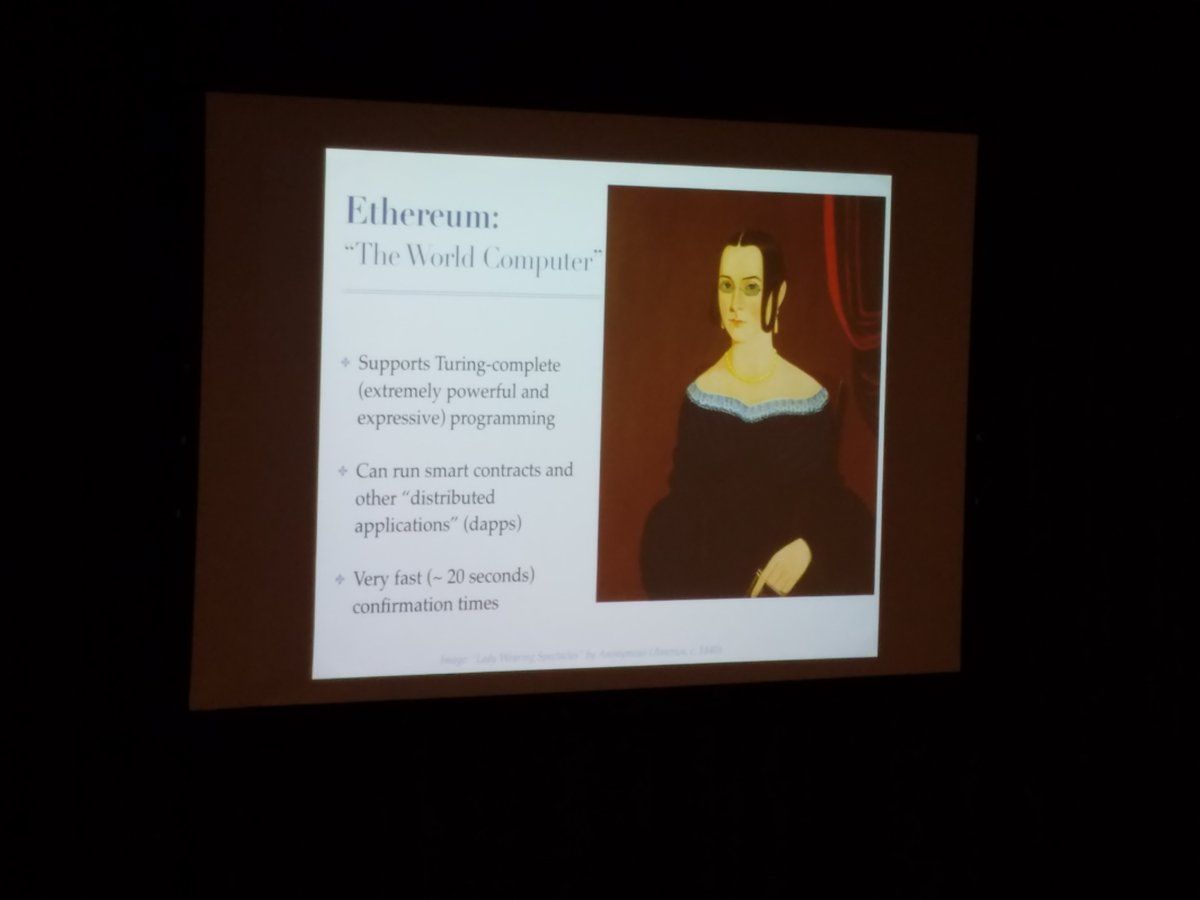 Ethereum:
“The World Computer”
Supports Turing-complete
(extremely powerful and
expressive) programming
Can run smart contracts and
other “distributed
applications” (dapps)
Very fast (~ 20 seconds)
confirmation times
Image: “Lady Wearing Spectacles” by Anonymous (America, c. 1840)